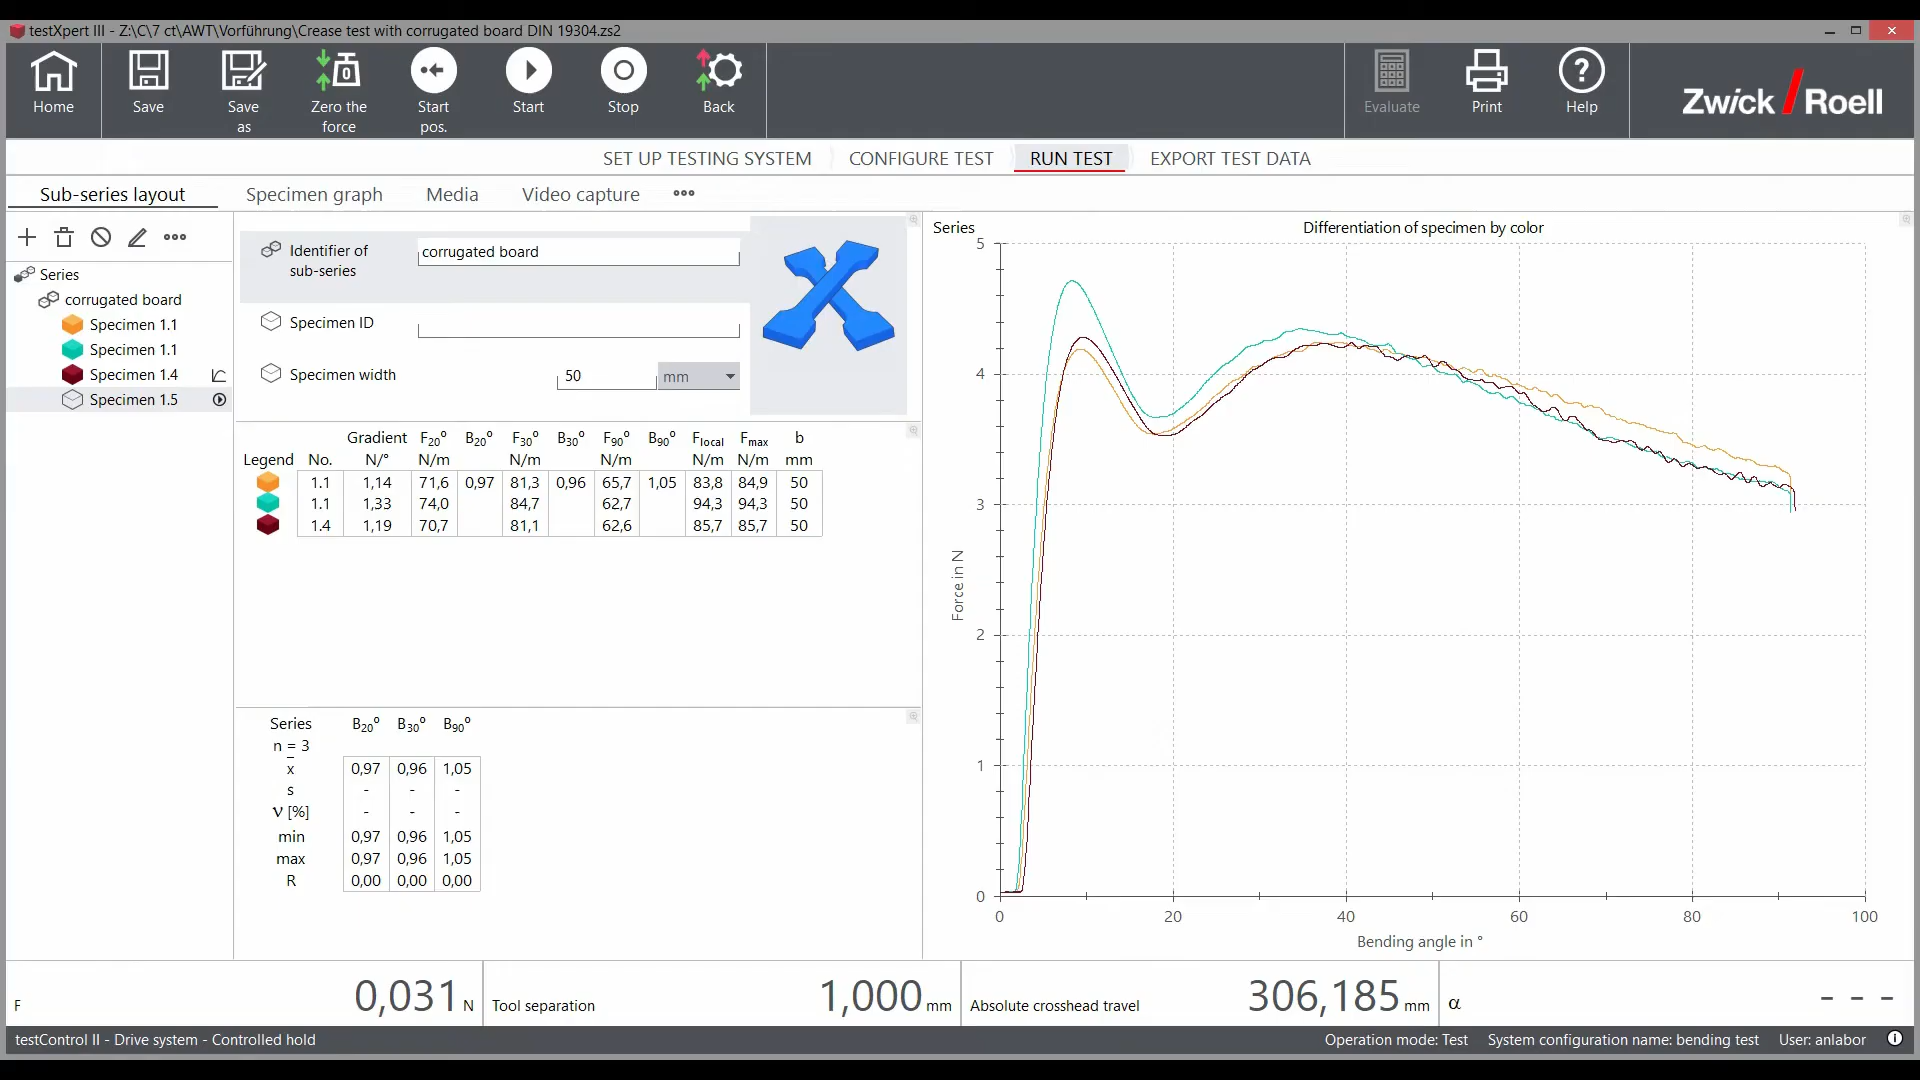 testXpert III - Z:\C\7 ct\AWT\Vorführung\Crease test with corrugated board DIN 19304.zs2
Home
Save
Save as
Zero the force
Start pos.
Start
Stop
Back
Evaluate
Print
Help
Zwick / Roell
SET UP TESTING SYSTEM
CONFIGURE TEST
RUN TEST
EXPORT TEST DATA
Sub-series layout
Specimen graph
Media
Video capture
•••
Series
corrugated board
Specimen 1.1
Specimen 1.1
Specimen 1.4
Specimen 1.5
Identifier of
sub-series
corrugated board
Specimen ID
Specimen width
50
mm
Gradient F20° B20° F30° B30° F90° B90° Flocal Fmax b
Legend No. N/° N/m N/m N/m N/m N/m mm
1.1 1,14 71,6 0,97 81,3 0,96 65,7 1,05 83,8 84,9 50
1.1 1,33 74,0 84,7 62,7 94,3 94,3 50
1.4 1,19 70,7 81,1 62,6 85,7 85,7 50
Series B20° B30° B90°
n = 3
x̄ 0,97 0,96 1,05
s - - -
ν [%] - - -
min 0,97 0,96 1,05
max 0,97 0,96 1,05
R 0,00 0,00 0,00
Series
Differentiation of specimen by color
5
4
3
2
1
0
Force in N
0 20 40 60 80 100
Bending angle in °
F 0,031 N
Tool separation 1,000 mm
Absolute crosshead travel 306,185 mm
α - - -
testControl II - Drive system - Controlled hold
Operation mode: Test
System configuration name: bending test
User: anlabor